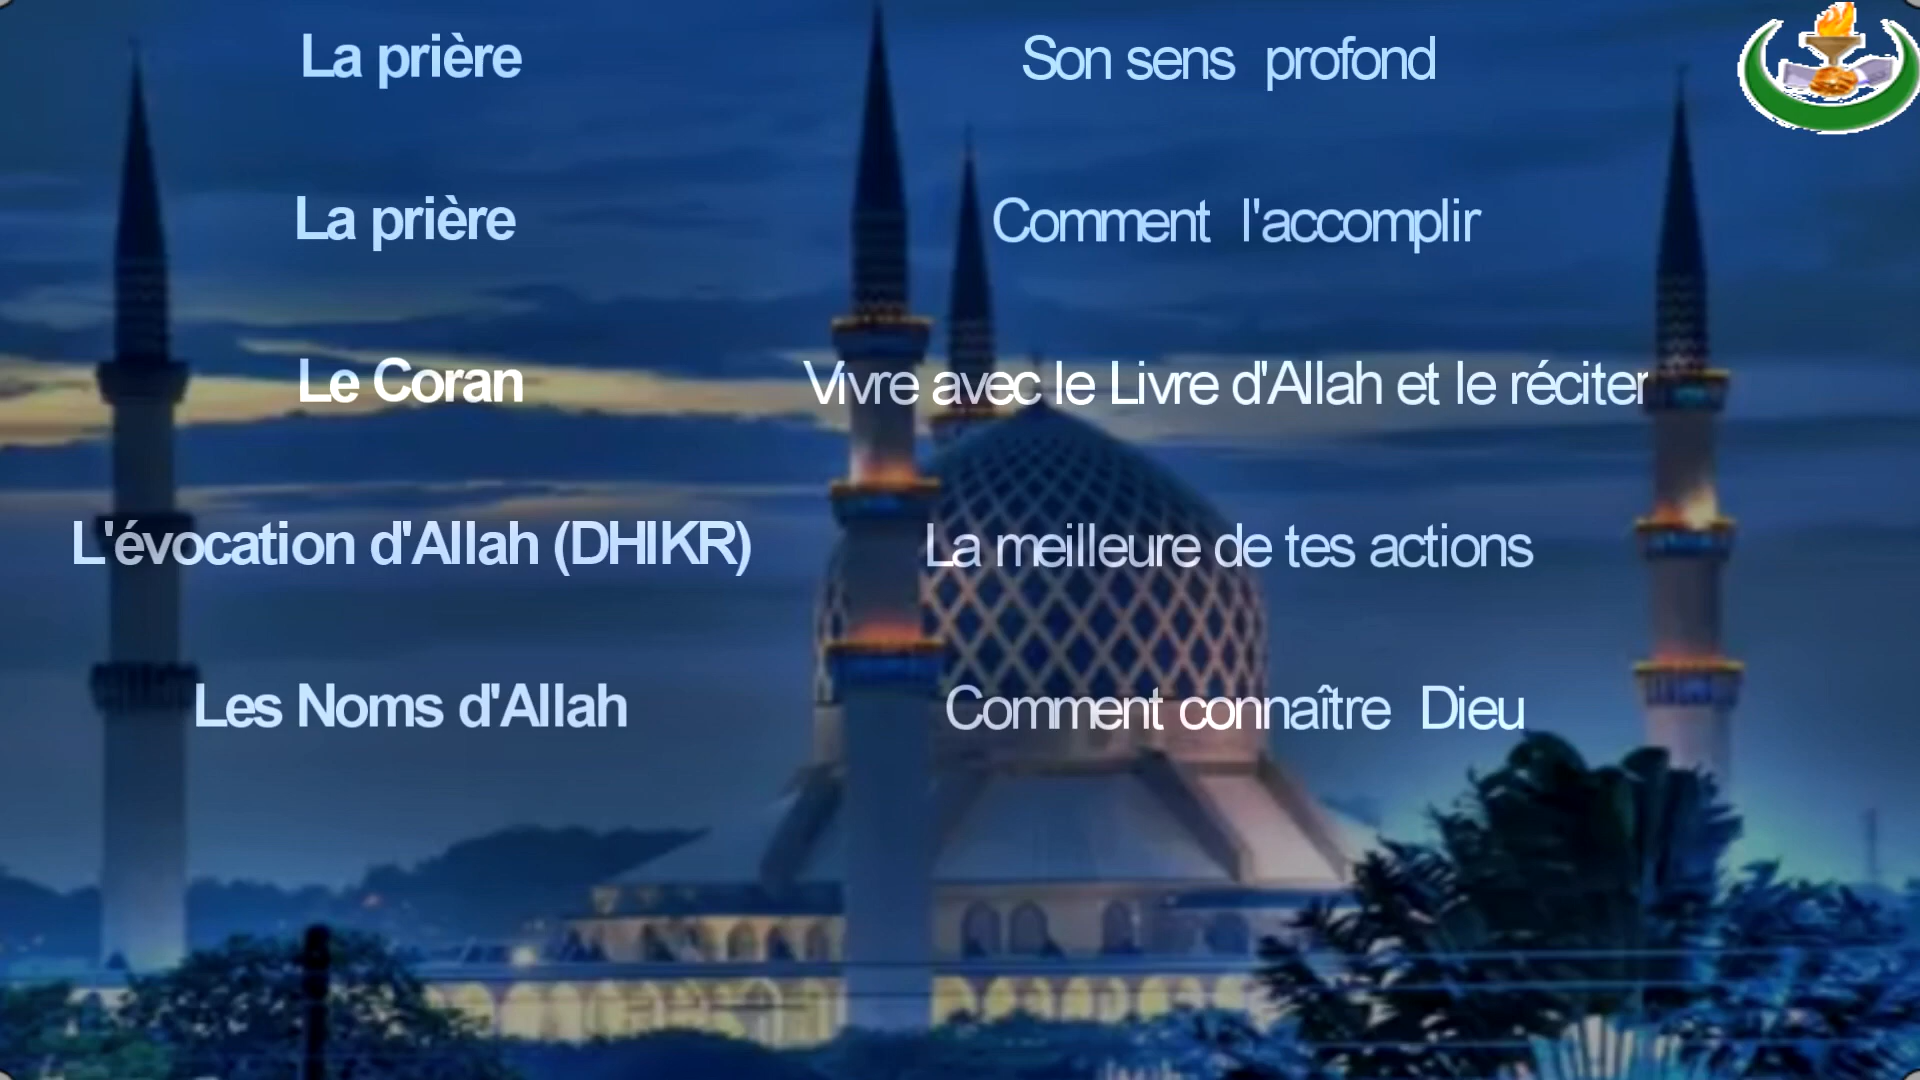 La prière Son sens profond
La prière Comment l'accomplir
Le Coran Vivre avec le Livre d'Allah et le réciter
L'évocation d'Allah (DHIKR) La meilleure de tes actions
Les Noms d'Allah Comment connaître Dieu